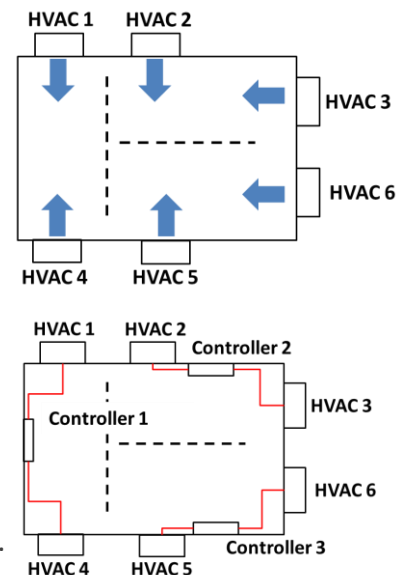 HVAC 1 HVAC 2
HVAC 3
HVAC 6
HVAC 4 HVAC 5
HVAC 1 HVAC 2
Controller 2
HVAC 3
Controller 1
HVAC 6
Controller 3
HVAC 4 HVAC 5
.